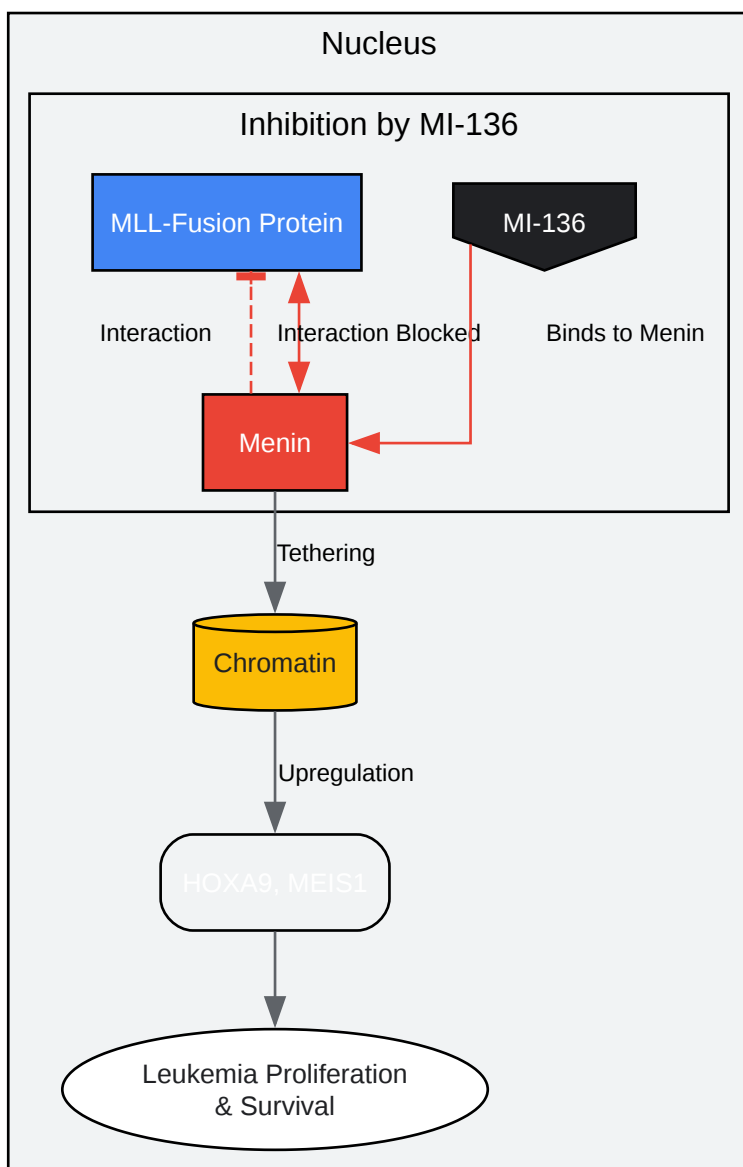 Nucleus
Inhibition by MI-136
MLL-Fusion Protein
MI-136
Interaction
Interaction Blocked
Binds to Menin
Menin
Tethering
Chromatin
Upregulation
HOXA9, MEIS1
Leukemia Proliferation
& Survival